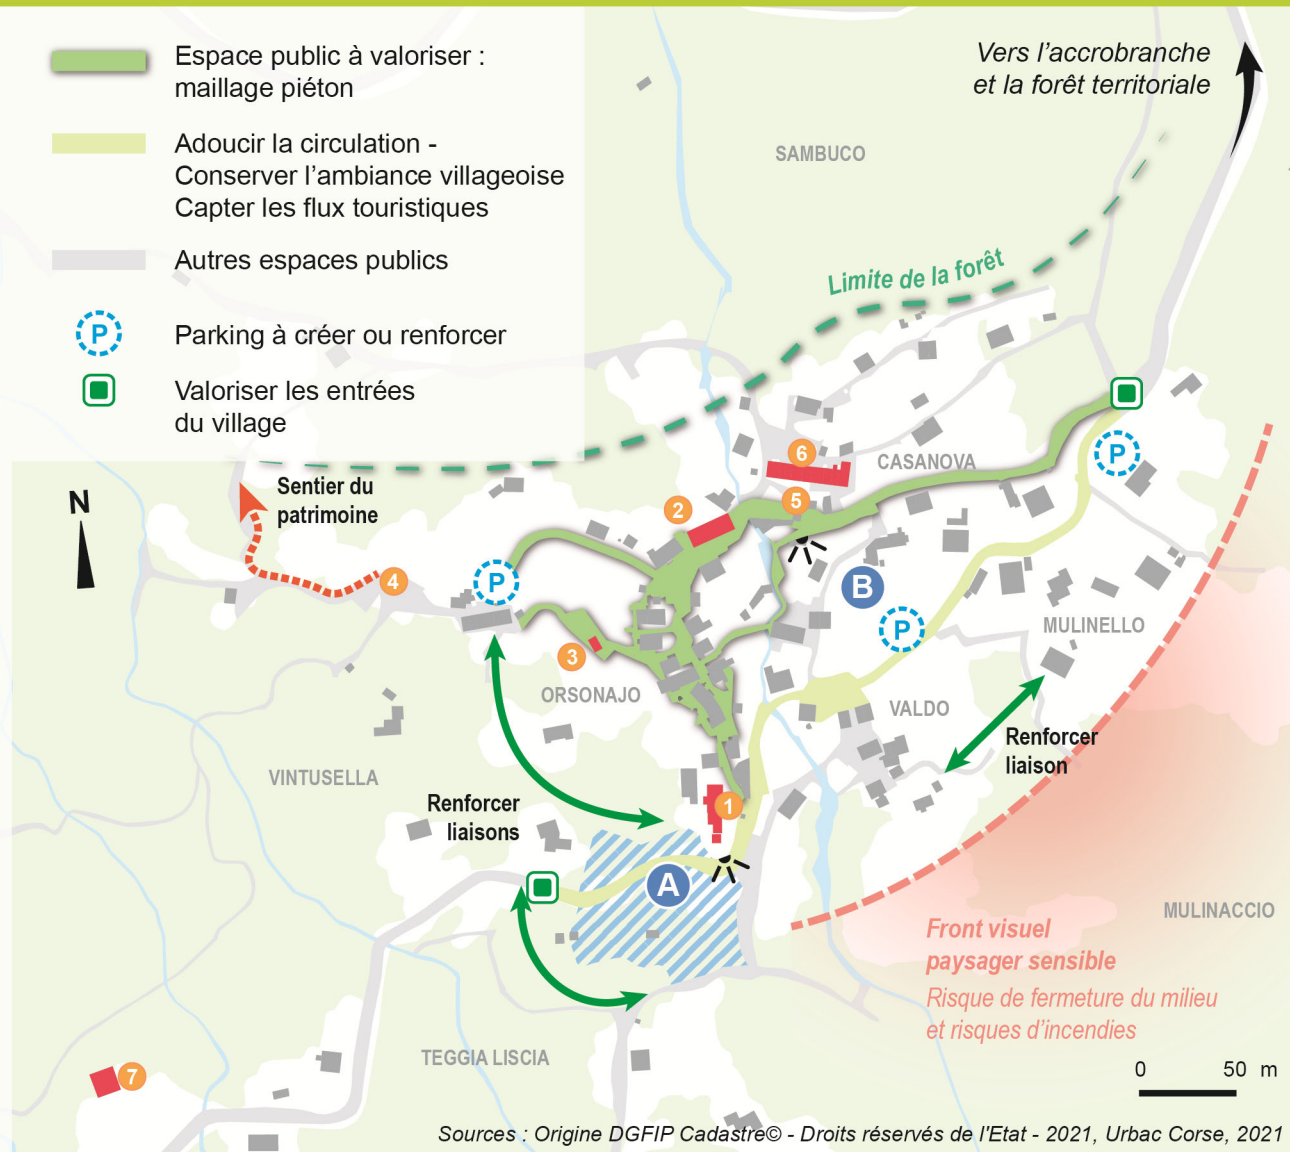 Espace public à valoriser :
maillage piéton
Adoucir la circulation -
Conserver l'ambiance villageoise
Capter les flux touristiques
Autres espaces publics
P
Parking à créer ou renforcer
Valoriser les entrées
du village
Vers l'accrobranche
et la forêt territoriale
SAMBUCO
Limite de la forêt
N
Sentier du
patrimoine
6
CASANOVA
P
5
2
4
P
B
P
MULINELLO
3
ORSONAJO
VALDO
Renforcer
liaison
VINTUSELLA
Renforcer
liaisons
1
A
MULINACCIO
Front visuel
paysager sensible
Risque de fermeture du milieu
et risques d'incendies
TEGGIA LISCIA
7
0 50 m
Sources : Origine DGFIP Cadastre© - Droits réservés de l'Etat - 2021, Urbac Corse, 2021